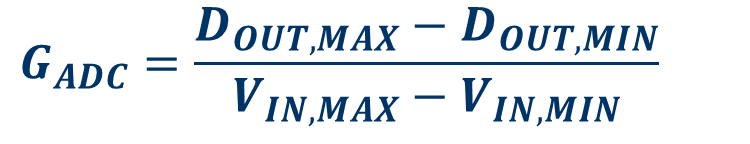 G_ADC = (D_OUT,MAX − D_OUT,MIN) / (V_IN,MAX − V_IN,MIN)